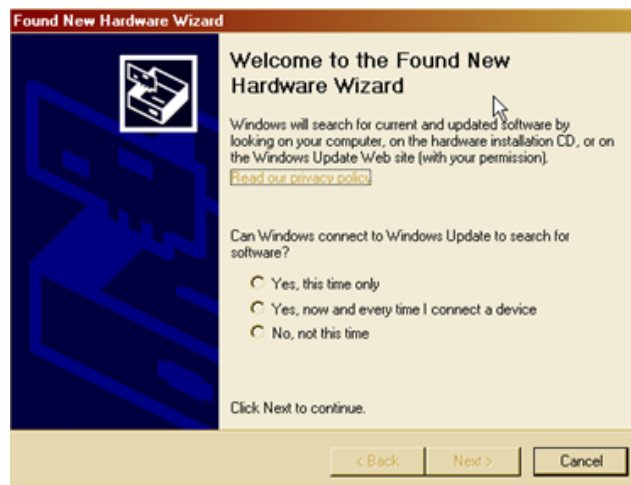 Found New Hardware Wizard
Welcome to the Found New
Hardware Wizard
Windows will search for current and updated software by
looking on your computer, on the hardware installation CD, or on
the Windows Update Web site (with your permission).
Read our privacy policy
Can Windows connect to Windows Update to search for
software?
Yes, this time only
Yes, now and every time I connect a device
No, not this time
Click Next to continue.
< Back Next > Cancel